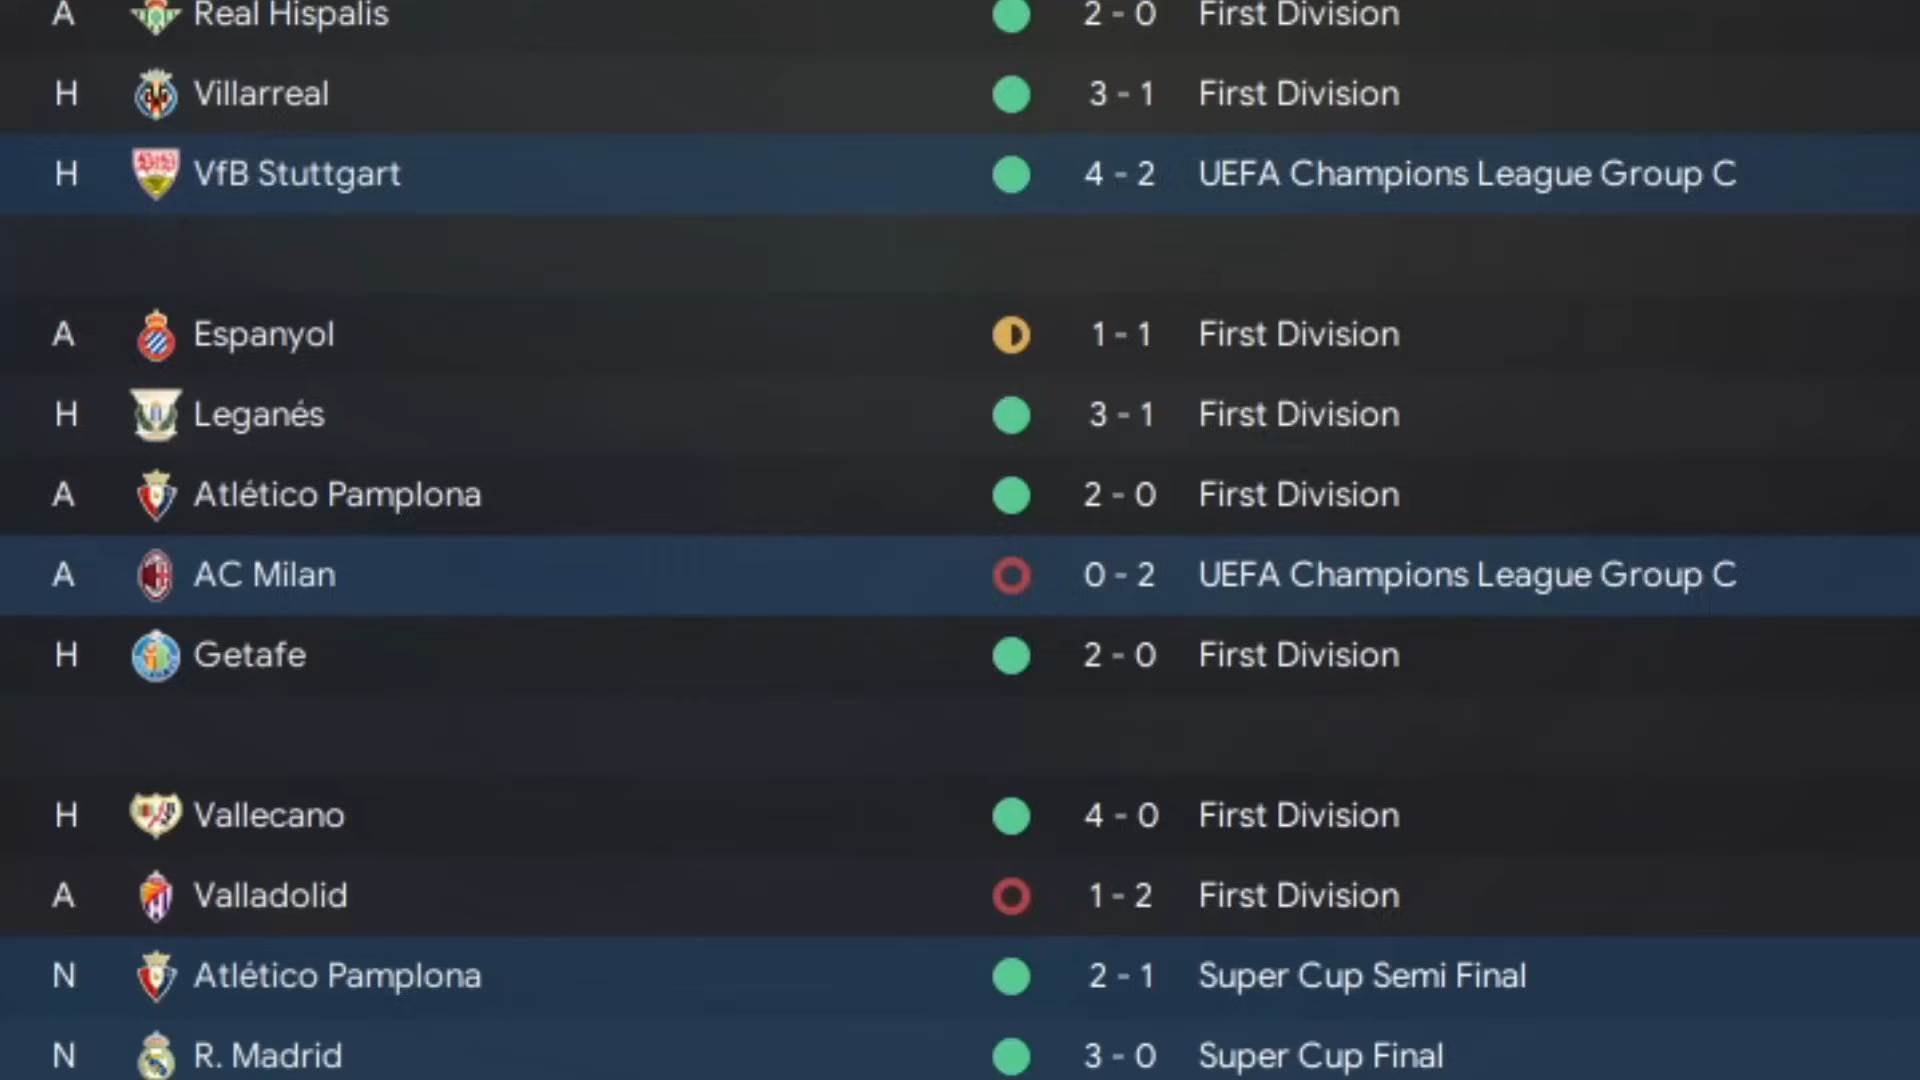 A Real Hispalis 2 - 0 First Division
H Villarreal 3 - 1 First Division
H VfB Stuttgart 4 - 2 UEFA Champions League Group C
A Espanyol 1 - 1 First Division
H Leganés 3 - 1 First Division
A Atlético Pamplona 2 - 0 First Division
A AC Milan 0 - 2 UEFA Champions League Group C
H Getafe 2 - 0 First Division
H Vallecano 4 - 0 First Division
A Valladolid 1 - 2 First Division
N Atlético Pamplona 2 - 1 Super Cup Semi Final
N R. Madrid 3 - 0 Super Cup Final